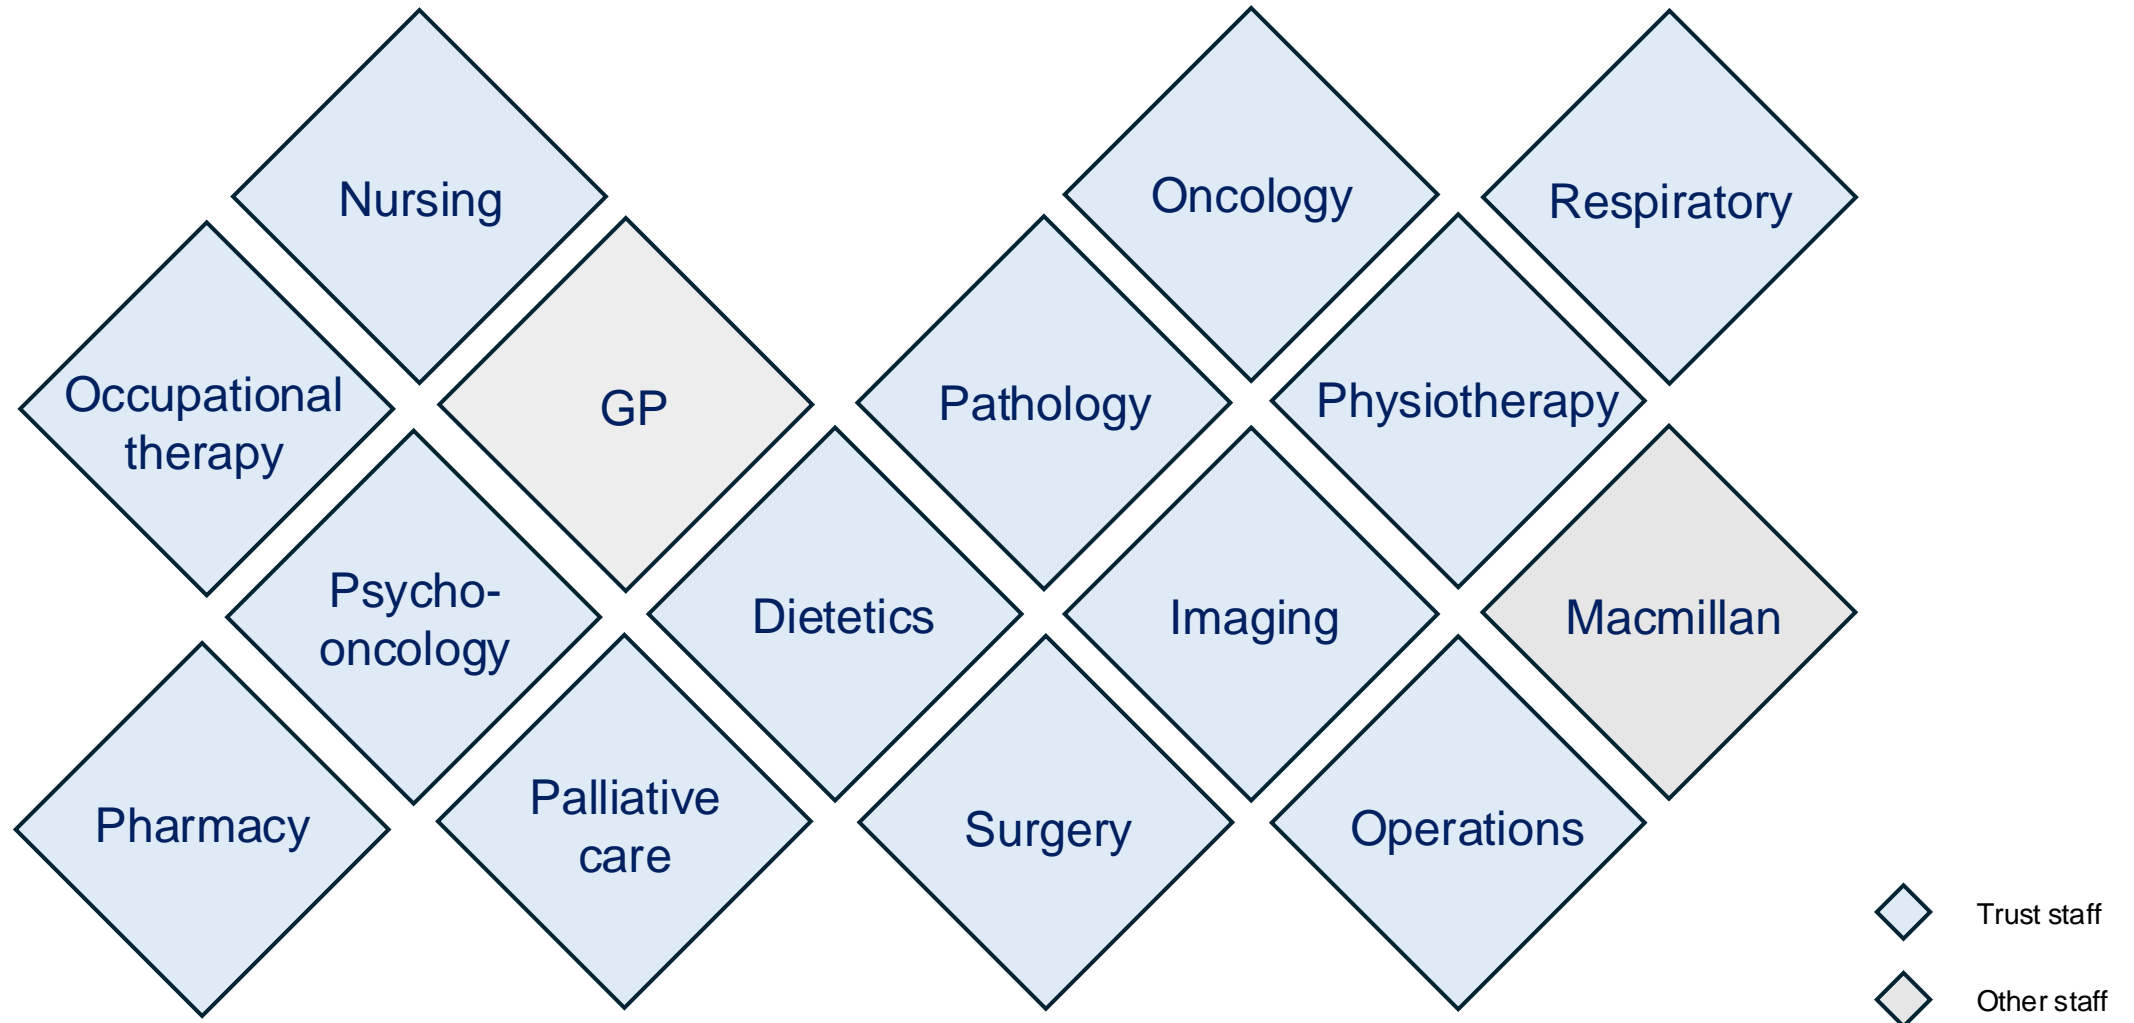 Nursing
Oncology
Respiratory
Occupational
therapy
GP
Pathology
Physiotherapy
Psycho-
oncology
Dietetics
Imaging
Macmillan
Pharmacy
Palliative
care
Surgery
Operations
Trust staff
Other staff